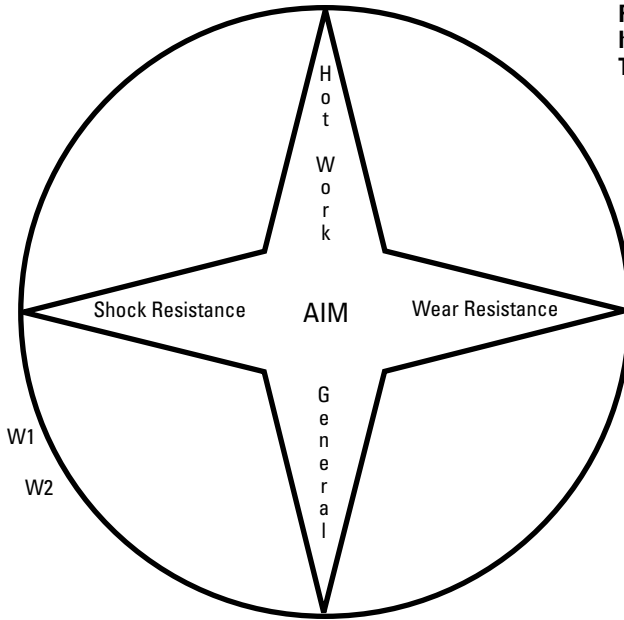 Hot Work
Shock Resistance
AIM
Wear Resistance
General
W1
W2